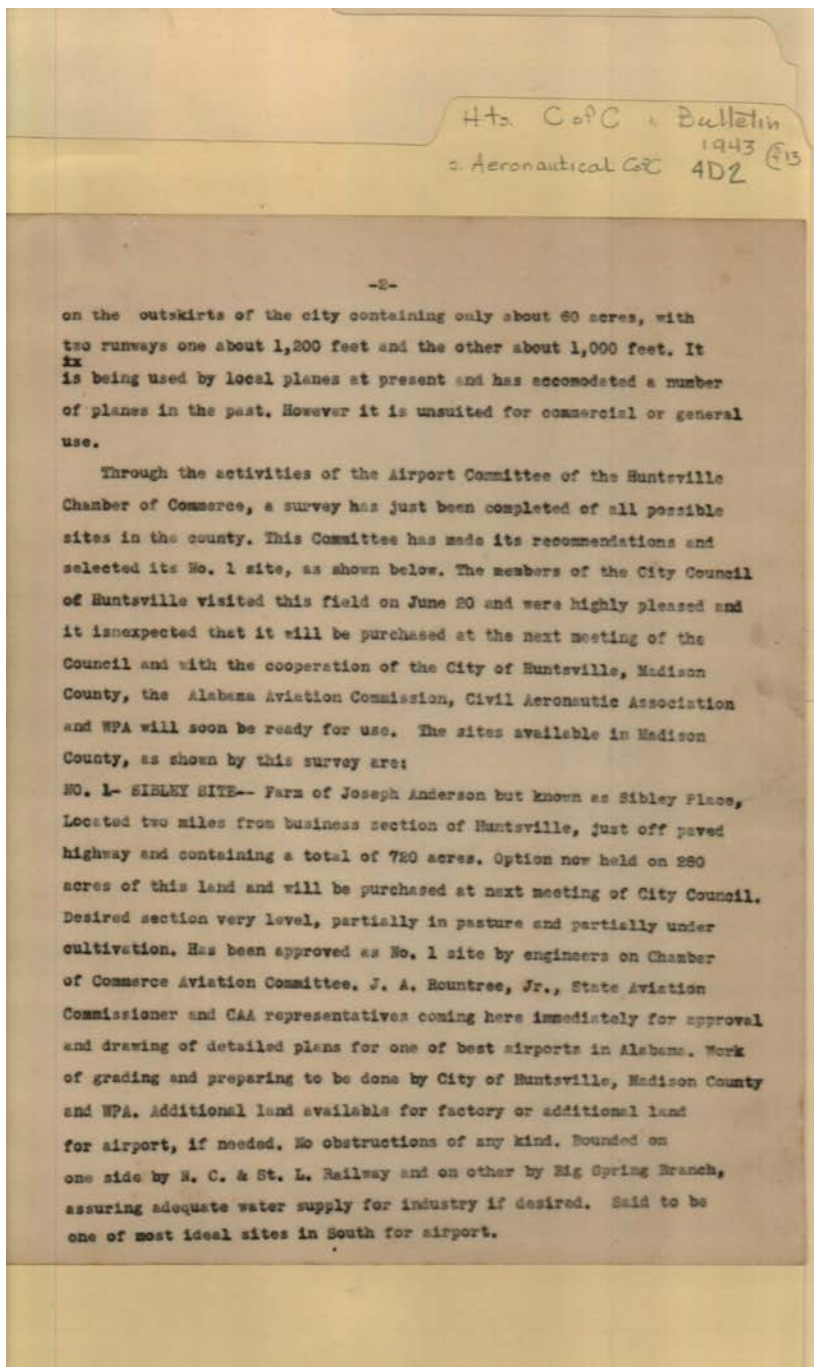 Hts. C of C Bulletin
1943
2. Aeronautical C of C 4D2
-2-
on the outskirts of the city containing only about 60 acres, with
two runways one about 1,200 feet and the other about 1,000 feet. It
ix
is being used by local planes at present and has accomodated a number
of planes in the past. However it is unsuited for commercial or general
use.
Through the activities of the Airport Committee of the Huntsville
Chamber of Commerce, a survey has just been completed of all possible
sites in the county. This Committee has made its recommendations and
selected its No. 1 site, as shown below. The members of the City Council
of Huntsville visited this field on June 20 and were highly pleased and
it isnexpected that it will be purchased at the next meeting of the
Council and with the cooperation of the City of Huntsville, Madison
County, the Alabama Aviation Commission, Civil Aeronautic Association
and WPA will soon be ready for use. The sites available in Madison
County, as shown by this survey are:
NO. 1- SIBLEY SITE-- Farm of Joseph Anderson but known as Sibley Place,
Located two miles from business section of Huntsville, just off paved
highway and containing a total of 720 acres. Option now held on 280
acres of this land and will be purchased at next meeting of City Council.
Desired section very level, partially in pasture and partially under
cultivation. Has been approved as No. 1 site by engineers on Chamber
of Commerce Aviation Committee. J. A. Rountree, Jr., State Aviation
Commissioner and CAA representatives coming here immediately for approval
and drawing of detailed plans for one of best airports in Alabama. Work
of grading and preparing to be done by City of Huntsville, Madison County
and WPA. Additional land available for factory or additional land
for airport, if needed. No obstructions of any kind. Bounded on
one side by N. C. & St. L. Railway and on other by Big Spring Branch,
assuring adequate water supply for industry if desired. Said to be
one of most ideal sites in South for airport.